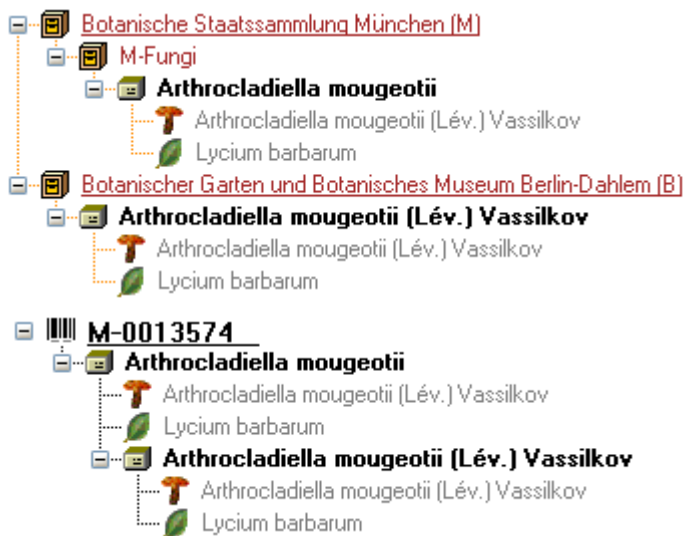 Botanische Staatssammlung München (M)
M-Fungi
Arthrocladiella mougeotii
Arthrocladiella mougeotii (Lév.) Vassilkov
Lycium barbarum
Botanischer Garten und Botanisches Museum Berlin-Dahlem (B)
Arthrocladiella mougeotii (Lév.) Vassilkov
Arthrocladiella mougeotii (Lév.) Vassilkov
Lycium barbarum
M-0013574
Arthrocladiella mougeotii
Arthrocladiella mougeotii (Lév.) Vassilkov
Lycium barbarum
Arthrocladiella mougeotii (Lév.) Vassilkov
Arthrocladiella mougeotii (Lév.) Vassilkov
Lycium barbarum